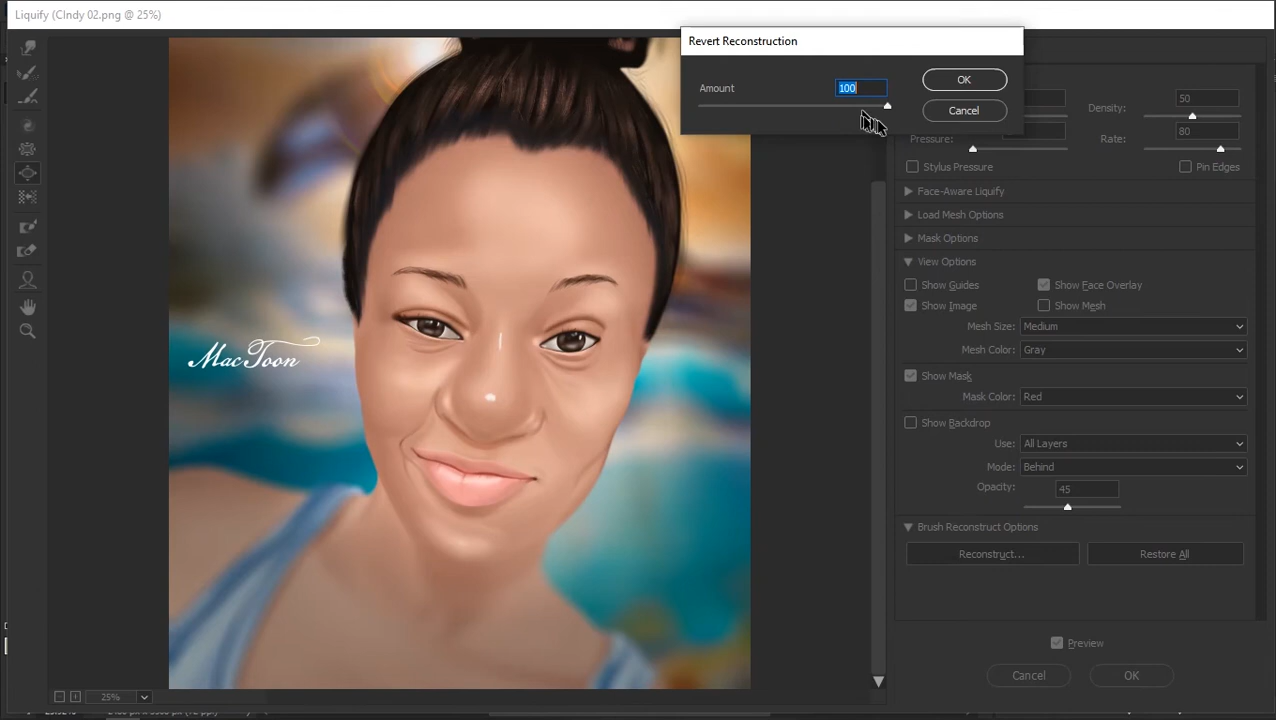 Liquify (CIndy 02.png @ 25%)
Revert Reconstruction
Amount 100 OK
Cancel
Density: 50
Pressure: Rate: 80
Stylus Pressure Pin Edges
Face-Aware Liquify
Load Mesh Options
Mask Options
View Options
Show Guides Show Face Overlay
Show Image Show Mesh
Mesh Size: Medium
Mesh Color: Gray
Show Mask
Mask Color: Red
Show Backdrop
Use: All Layers
Mode: Behind
Opacity: 45
Brush Reconstruct Options
Reconstruct... Restore All
Preview
Cancel OK
MacToon
25%